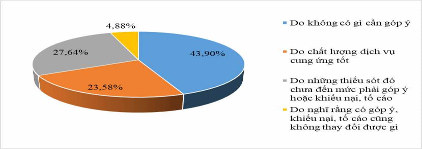 4,88%
27,64%
43,90%
23,58%
Do không có gì cần góp ý
Do chất lượng dịch vụ
cung ứng tốt
Do những thiếu sót đó
chưa đến mức phải góp ý
hoặc khiếu nại, tố cáo
Do nghĩ rằng có góp ý,
khiếu nại, tố cáo cũng
không thay đổi được gì